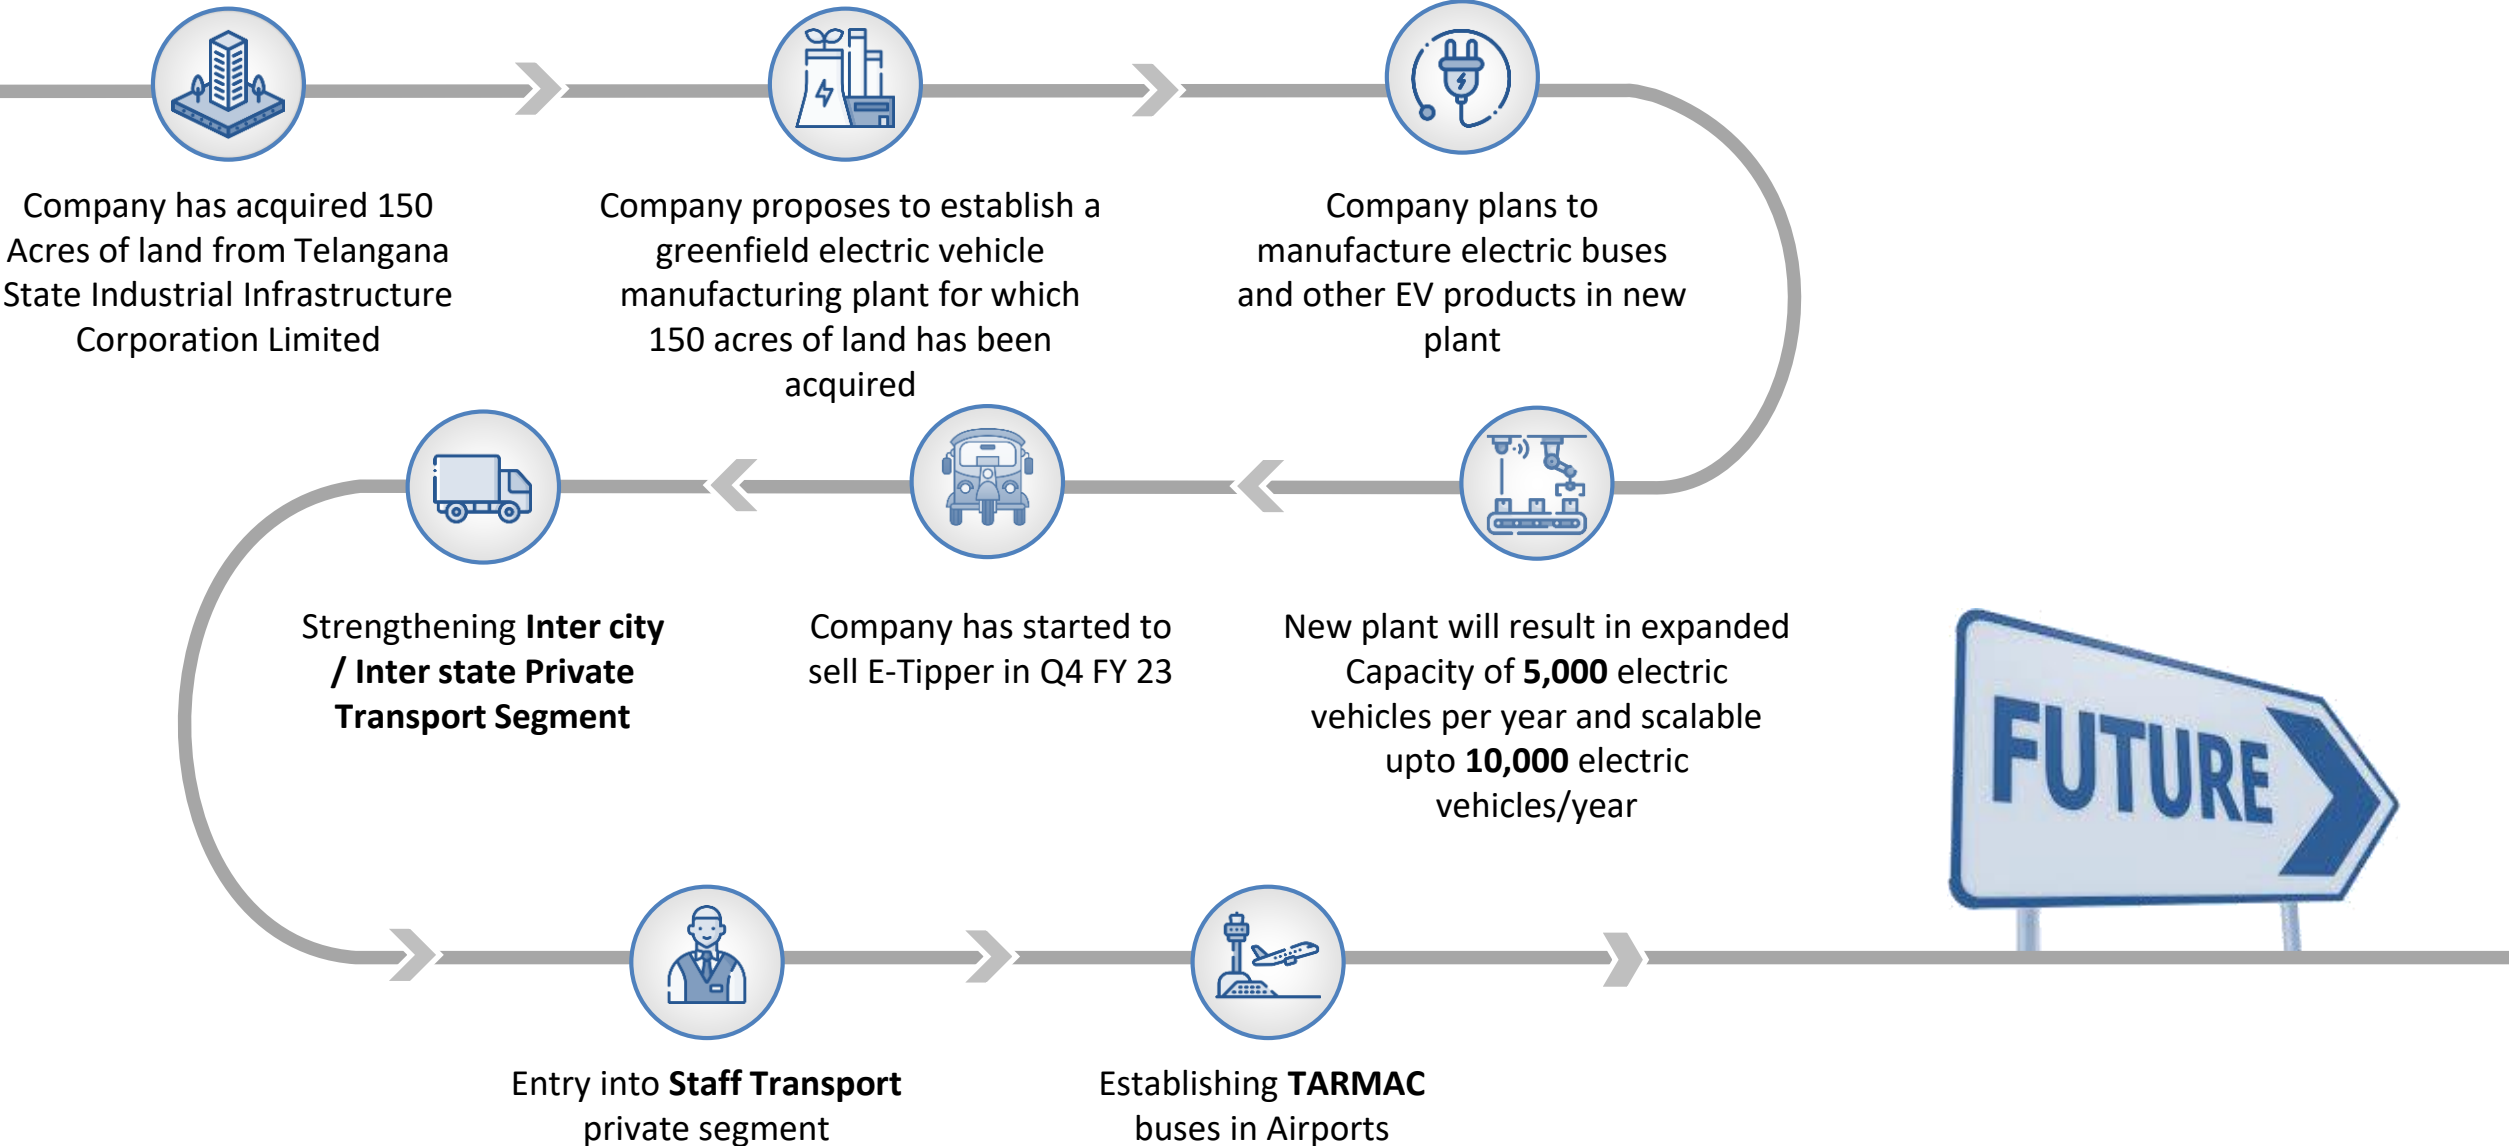 Company has acquired 150
Acres of land from Telangana
State Industrial Infrastructure
Corporation Limited
Company proposes to establish a
greenfield electric vehicle
manufacturing plant for which
150 acres of land has been
acquired
Company plans to
manufacture electric buses
and other EV products in new
plant
New plant will result in expanded
Capacity of 5,000 electric
vehicles per year and scalable
upto 10,000 electric
vehicles/year
Company has started to
sell E-Tipper in Q4 FY 23
Strengthening Inter city
/ Inter state Private
Transport Segment
Entry into Staff Transport
private segment
Establishing TARMAC
buses in Airports
FUTURE